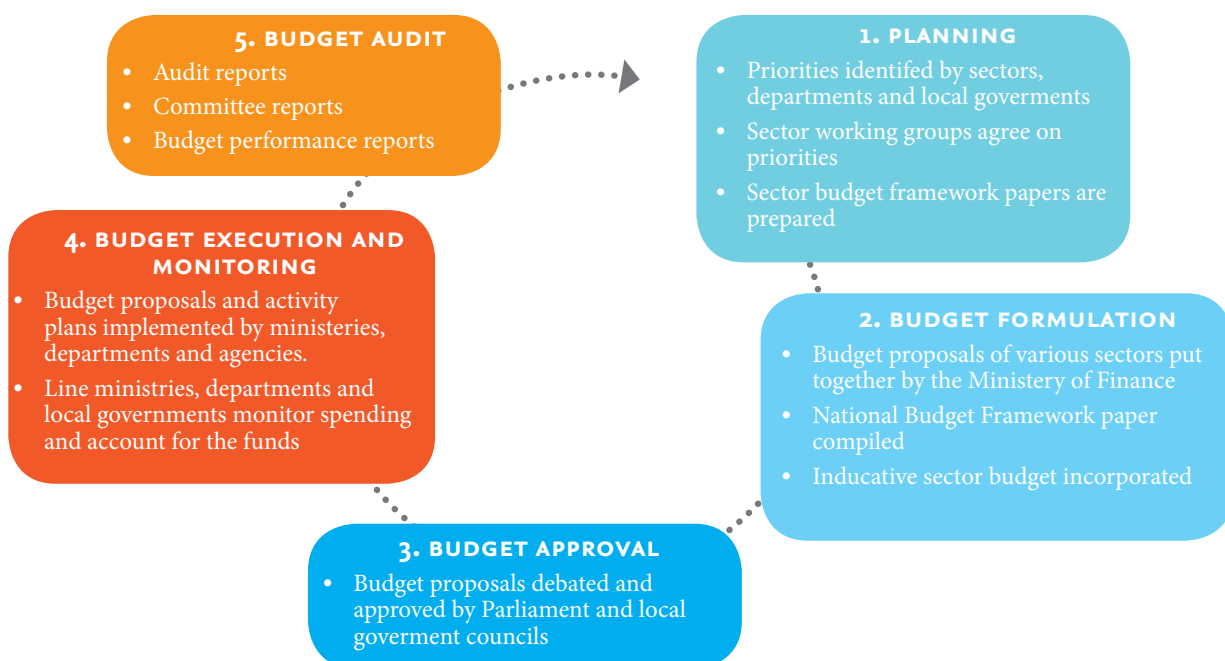 1. PLANNING
• Priorities identifed by sectors,
departments and local goverments
• Sector working groups agree on
priorities
• Sector budget framework papers are
prepared
2. BUDGET FORMULATION
• Budget proposals of various sectors put
together by the Ministery of Finance
• National Budget Framework paper
compiled
• Inducative sector budget incorporated
3. BUDGET APPROVAL
• Budget proposals debated and
approved by Parliament and local
goverment councils
4. BUDGET EXECUTION AND
MONITORING
• Budget proposals and activity
plans implemented by ministeries,
departments and agencies.
• Line ministries, departments and
local governments monitor spending
and account for the funds
5. BUDGET AUDIT
• Audit reports
• Committee reports
• Budget performance reports